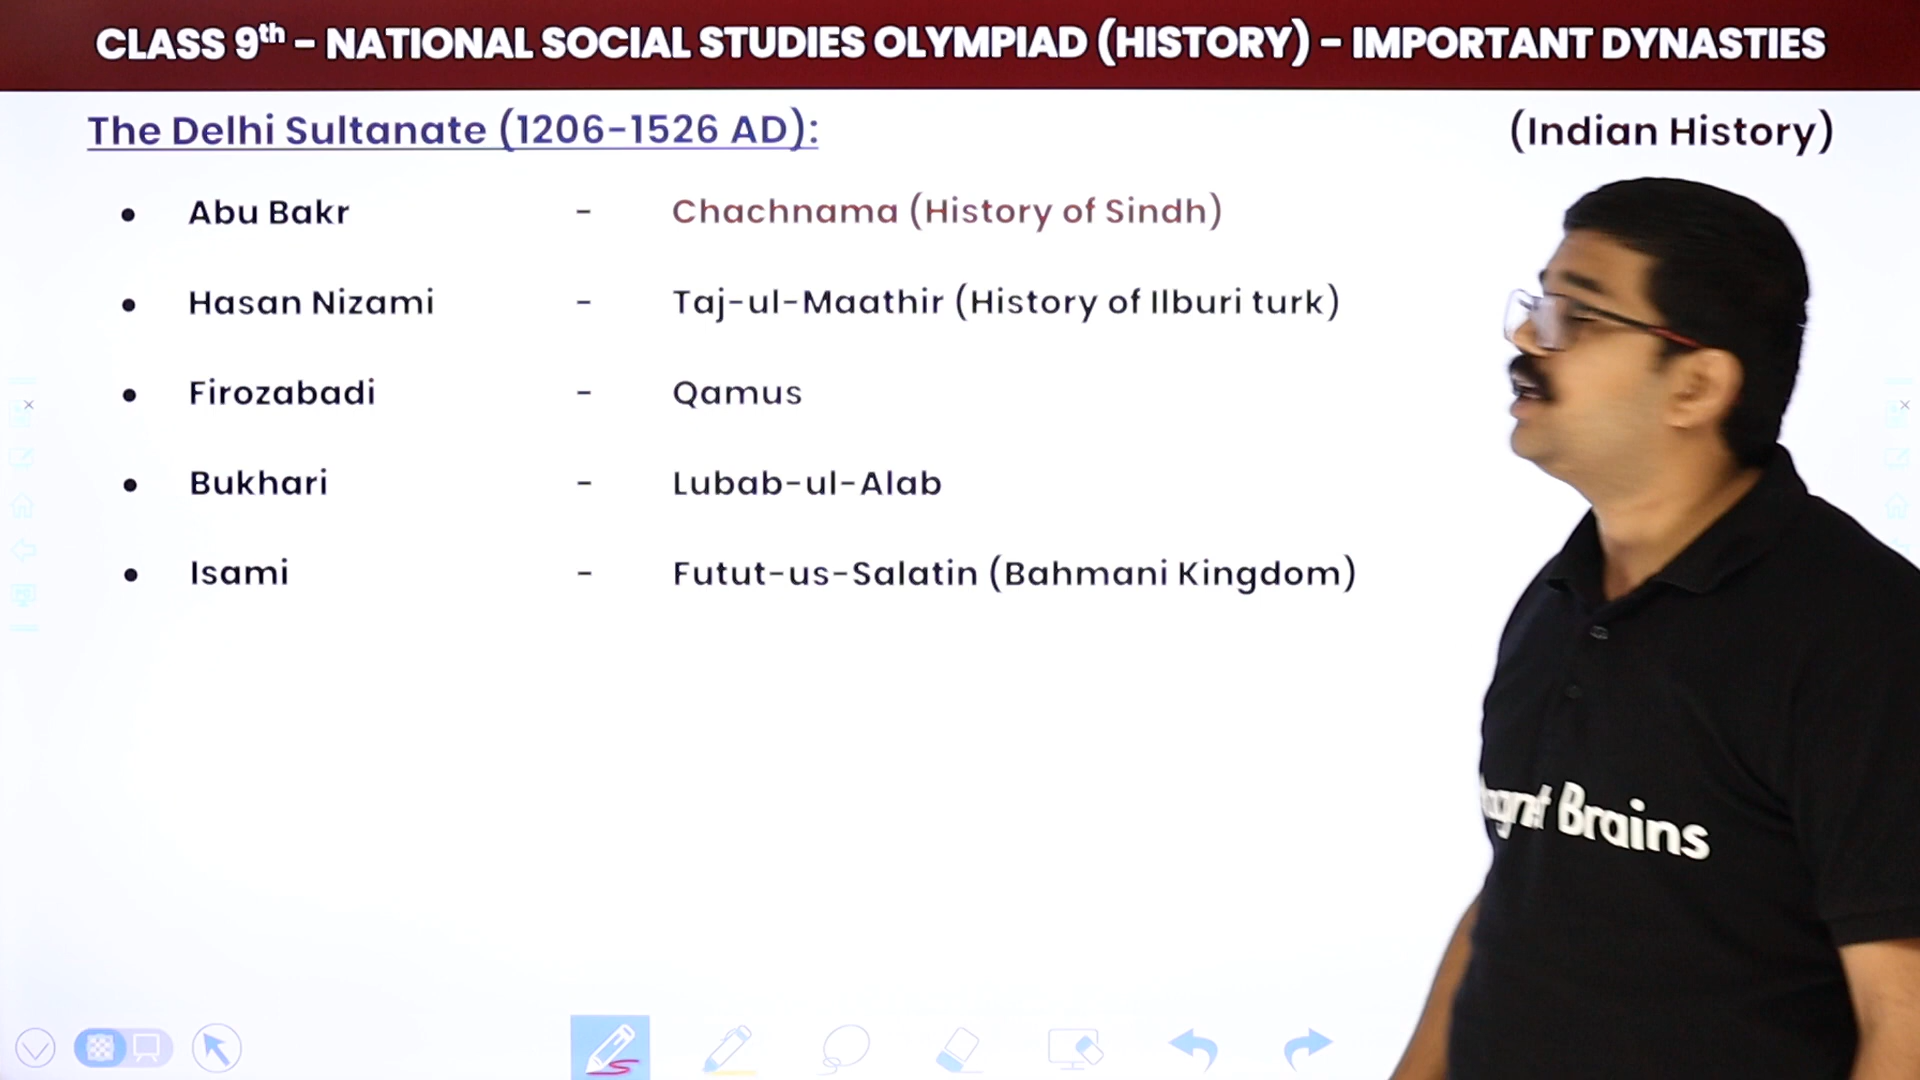 CLASS 9th - NATIONAL SOCIAL STUDIES OLYMPIAD (HISTORY) - IMPORTANT DYNASTIES
The Delhi Sultanate (1206-1526 AD): (Indian History)
• Abu Bakr - Chachnama (History of Sindh)
• Hasan Nizami - Taj-ul-Maathir (History of Ilburi turk)
• Firozabadi - Qamus
• Bukhari - Lubab-ul-Alab
• Isami - Futut-us-Salatin (Bahmani Kingdom)
Brains